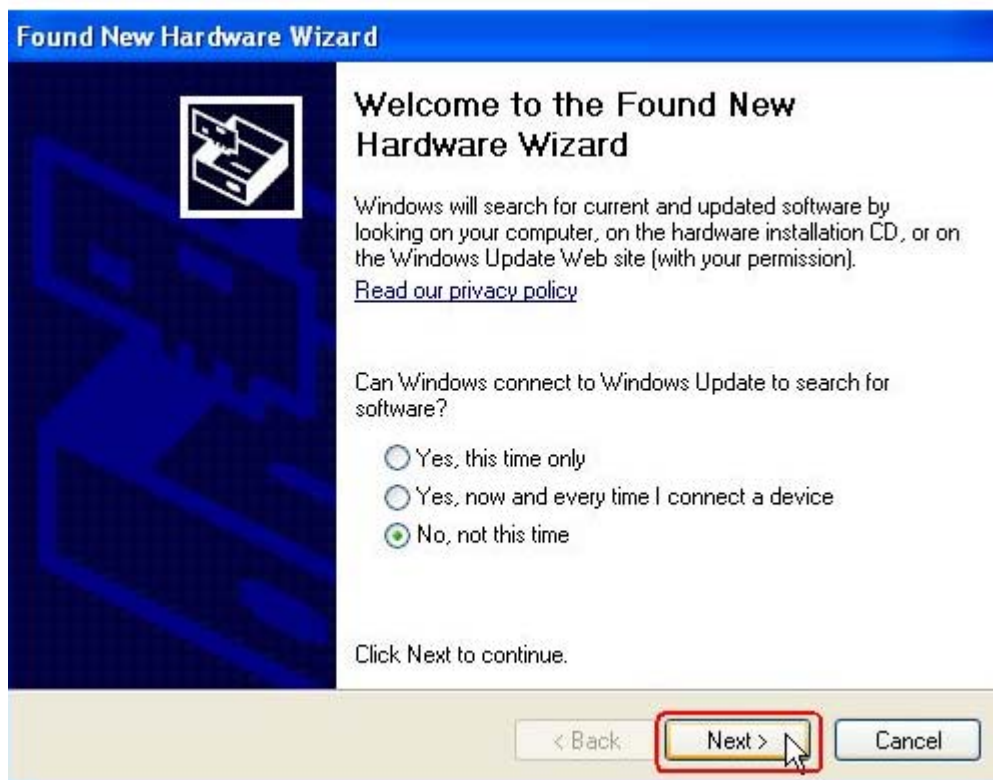 Found New Hardware Wizard
Welcome to the Found New
Hardware Wizard
Windows will search for current and updated software by
looking on your computer, on the hardware installation CD, or on
the Windows Update Web site (with your permission).
Read our privacy policy
Can Windows connect to Windows Update to search for
software?
Yes, this time only
Yes, now and every time I connect a device
No, not this time
Click Next to continue.
< Back Next > Cancel